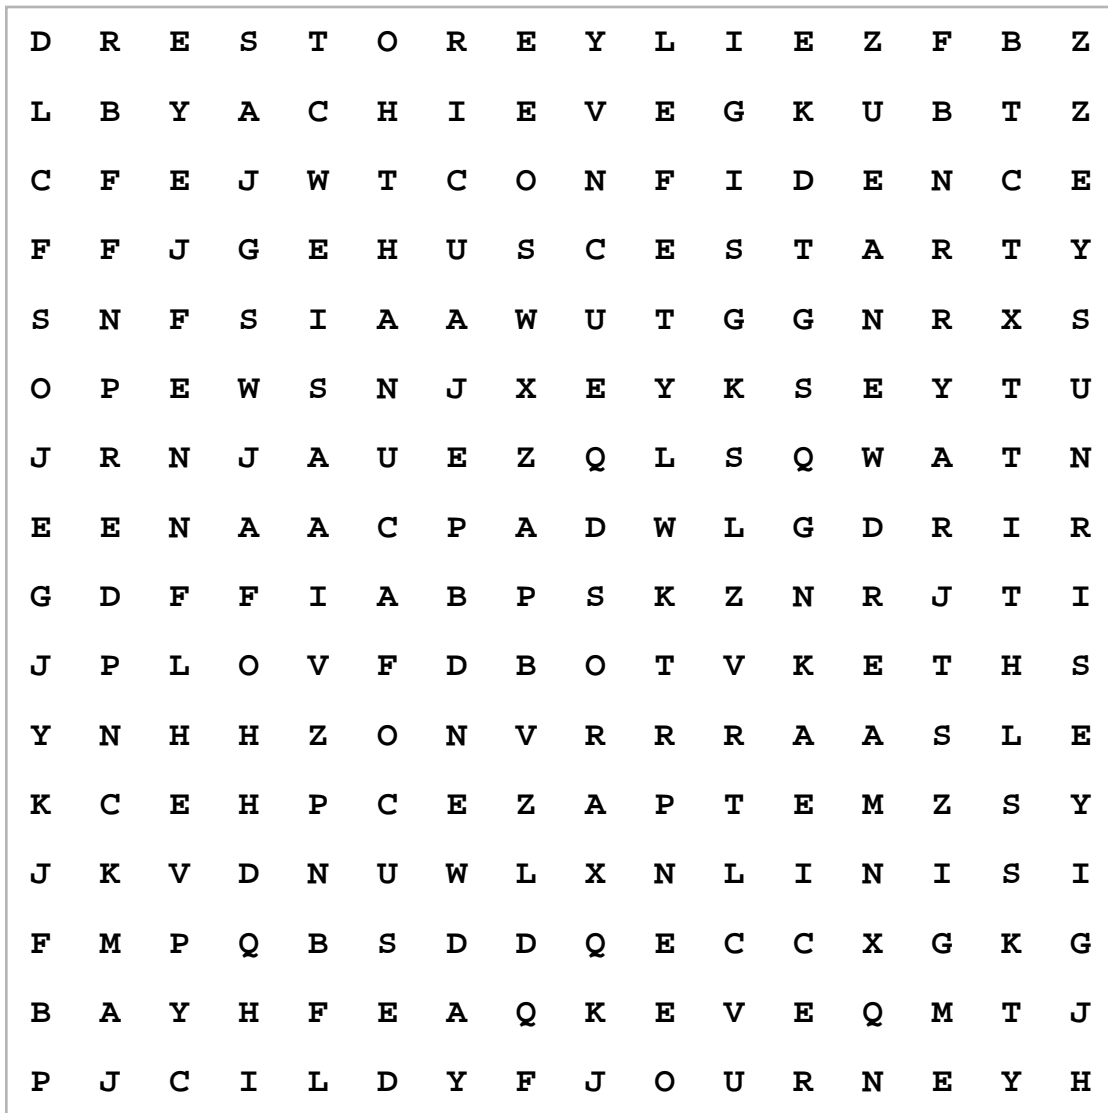 D R E S T O R E Y L I E Z F B Z
L B Y A C H I E V E G K U B T Z
C F E J W T C O N F I D E N C E
F F J G E H U S C E S T A R T Y
S N F S I A A W U T G G N R X S
O P E W S N J X E Y K S E Y T U
J R N J A U E Z Q L S Q W A T N
E E N A A C P A D W L G D R I R
G D F F I A B P S K Z N R J T I
J P L O V F D B O T V K E T H S
Y N H H Z O N V R R R A A S L E
K C E H P C E Z A P T E M Z S Y
J K V D N U W L X N L I N I S I
F M P Q B S D D Q E C C X G K G
B A Y H F E A Q K E V E Q M T J
P J C I L D Y F J O U R N E Y H